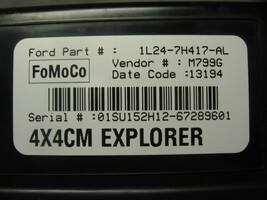 Ford Part # : 1L24-7H417-AL
FoMoCo
Vendor # : M799G
Date Code :13194
Serial # :01SU152H12-67289601
4X4CM EXPLORER